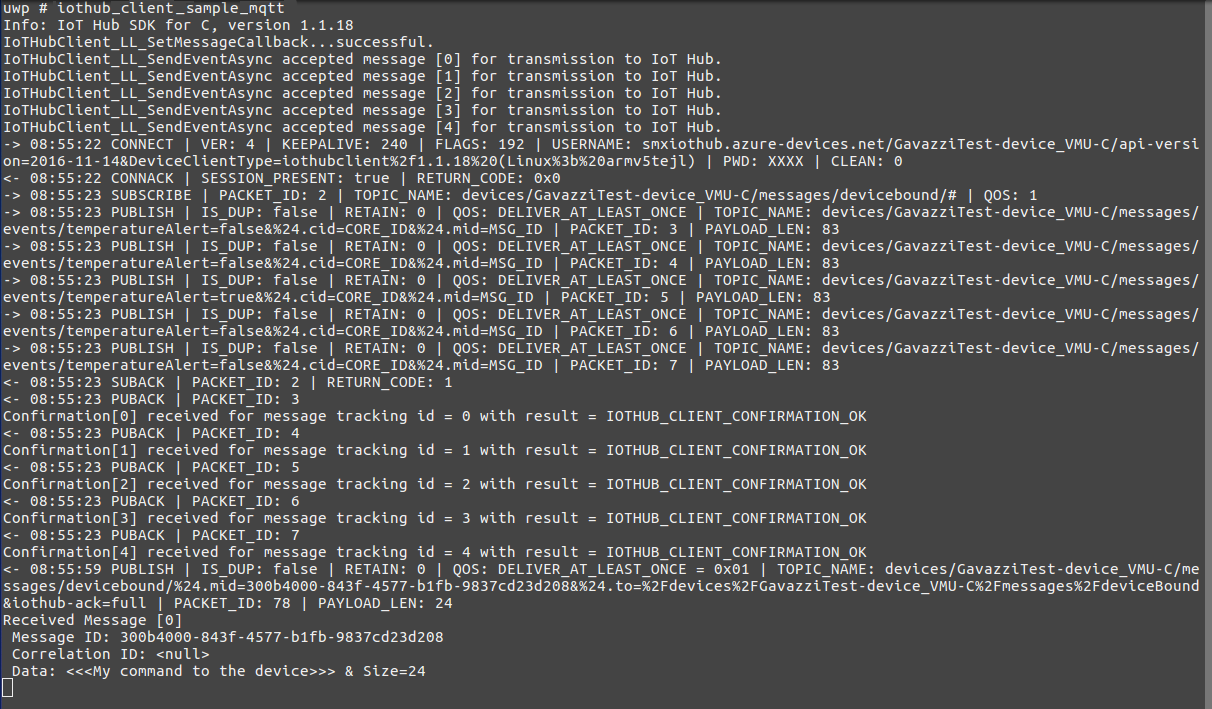 uwp # iothub_client_sample_mqtt
Info: IoT Hub SDK for C, version 1.1.18
IoTHubClient_LL_SetMessageCallback...successful.
IoTHubClient_LL_SendEventAsync accepted message [0] for transmission to IoT Hub.
IoTHubClient_LL_SendEventAsync accepted message [1] for transmission to IoT Hub.
IoTHubClient_LL_SendEventAsync accepted message [2] for transmission to IoT Hub.
IoTHubClient_LL_SendEventAsync accepted message [3] for transmission to IoT Hub.
IoTHubClient_LL_SendEventAsync accepted message [4] for transmission to IoT Hub.
-> 08:55:22 CONNECT | VER: 4 | KEEPALIVE: 240 | FLAGS: 192 | USERNAME: smxiothub.azure-devices.net/GavazziTest-device_VMU-C/api-versi
on=2016-11-14&DeviceClientType=iothubclient%2f1.1.18%20(Linux%3b%20armv5tejl) | PWD: XXXX | CLEAN: 0
<- 08:55:22 CONNACK | SESSION_PRESENT: true | RETURN_CODE: 0x0
-> 08:55:23 SUBSCRIBE | PACKET_ID: 2 | TOPIC_NAME: devices/GavazziTest-device_VMU-C/messages/devicebound/# | QOS: 1
-> 08:55:23 PUBLISH | IS_DUP: false | RETAIN: 0 | QOS: DELIVER_AT_LEAST_ONCE | TOPIC_NAME: devices/GavazziTest-device_VMU-C/messages/
events/temperatureAlert=false&%24.cid=CORE_ID&%24.mid=MSG_ID | PACKET_ID: 3 | PAYLOAD_LEN: 83
-> 08:55:23 PUBLISH | IS_DUP: false | RETAIN: 0 | QOS: DELIVER_AT_LEAST_ONCE | TOPIC_NAME: devices/GavazziTest-device_VMU-C/messages/
events/temperatureAlert=false&%24.cid=CORE_ID&%24.mid=MSG_ID | PACKET_ID: 4 | PAYLOAD_LEN: 83
-> 08:55:23 PUBLISH | IS_DUP: false | RETAIN: 0 | QOS: DELIVER_AT_LEAST_ONCE | TOPIC_NAME: devices/GavazziTest-device_VMU-C/messages/
events/temperatureAlert=true&%24.cid=CORE_ID&%24.mid=MSG_ID | PACKET_ID: 5 | PAYLOAD_LEN: 83
-> 08:55:23 PUBLISH | IS_DUP: false | RETAIN: 0 | QOS: DELIVER_AT_LEAST_ONCE | TOPIC_NAME: devices/GavazziTest-device_VMU-C/messages/
events/temperatureAlert=false&%24.cid=CORE_ID&%24.mid=MSG_ID | PACKET_ID: 6 | PAYLOAD_LEN: 83
-> 08:55:23 PUBLISH | IS_DUP: false | RETAIN: 0 | QOS: DELIVER_AT_LEAST_ONCE | TOPIC_NAME: devices/GavazziTest-device_VMU-C/messages/
events/temperatureAlert=false&%24.cid=CORE_ID&%24.mid=MSG_ID | PACKET_ID: 7 | PAYLOAD_LEN: 83
<- 08:55:23 SUBACK | PACKET_ID: 2 | RETURN_CODE: 1
<- 08:55:23 PUBACK | PACKET_ID: 3
Confirmation[0] received for message tracking id = 0 with result = IOTHUB_CLIENT_CONFIRMATION_OK
<- 08:55:23 PUBACK | PACKET_ID: 4
Confirmation[1] received for message tracking id = 1 with result = IOTHUB_CLIENT_CONFIRMATION_OK
<- 08:55:23 PUBACK | PACKET_ID: 5
Confirmation[2] received for message tracking id = 2 with result = IOTHUB_CLIENT_CONFIRMATION_OK
<- 08:55:23 PUBACK | PACKET_ID: 6
Confirmation[3] received for message tracking id = 3 with result = IOTHUB_CLIENT_CONFIRMATION_OK
<- 08:55:23 PUBACK | PACKET_ID: 7
Confirmation[4] received for message tracking id = 4 with result = IOTHUB_CLIENT_CONFIRMATION_OK
<- 08:55:59 PUBLISH | IS_DUP: false | RETAIN: 0 | QOS: DELIVER_AT_LEAST_ONCE = 0x01 | TOPIC_NAME: devices/GavazziTest-device_VMU-C/me
ssages/devicebound/%24.mid=300b4000-843f-4577-b1fb-9837cd23d208&%24.to=%2Fdevices%2FGavazziTest-device_VMU-C%2Fmessages%2FdeviceBound
&iothub-ack=full | PACKET_ID: 78 | PAYLOAD_LEN: 24
Received Message [0]
 Message ID: 300b4000-843f-4577-b1fb-9837cd23d208
 Correlation ID: <null>
 Data: <<<My command to the device>>> & Size=24